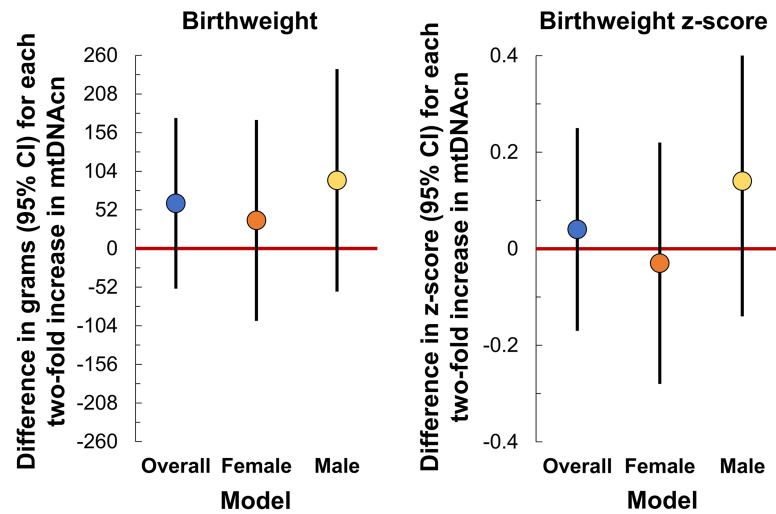 Birthweight
Difference in grams (95% CI) for each
two-fold increase in mtDNAcn
260
208
156
104
52
0
-52
-104
-156
-208
-260
Overall Female Male
Model
Birthweight z-score
Difference in z-score (95% CI) for each
two-fold increase in mtDNAcn
0.4
0.2
0
-0.2
-0.4
Overall Female Male
Model